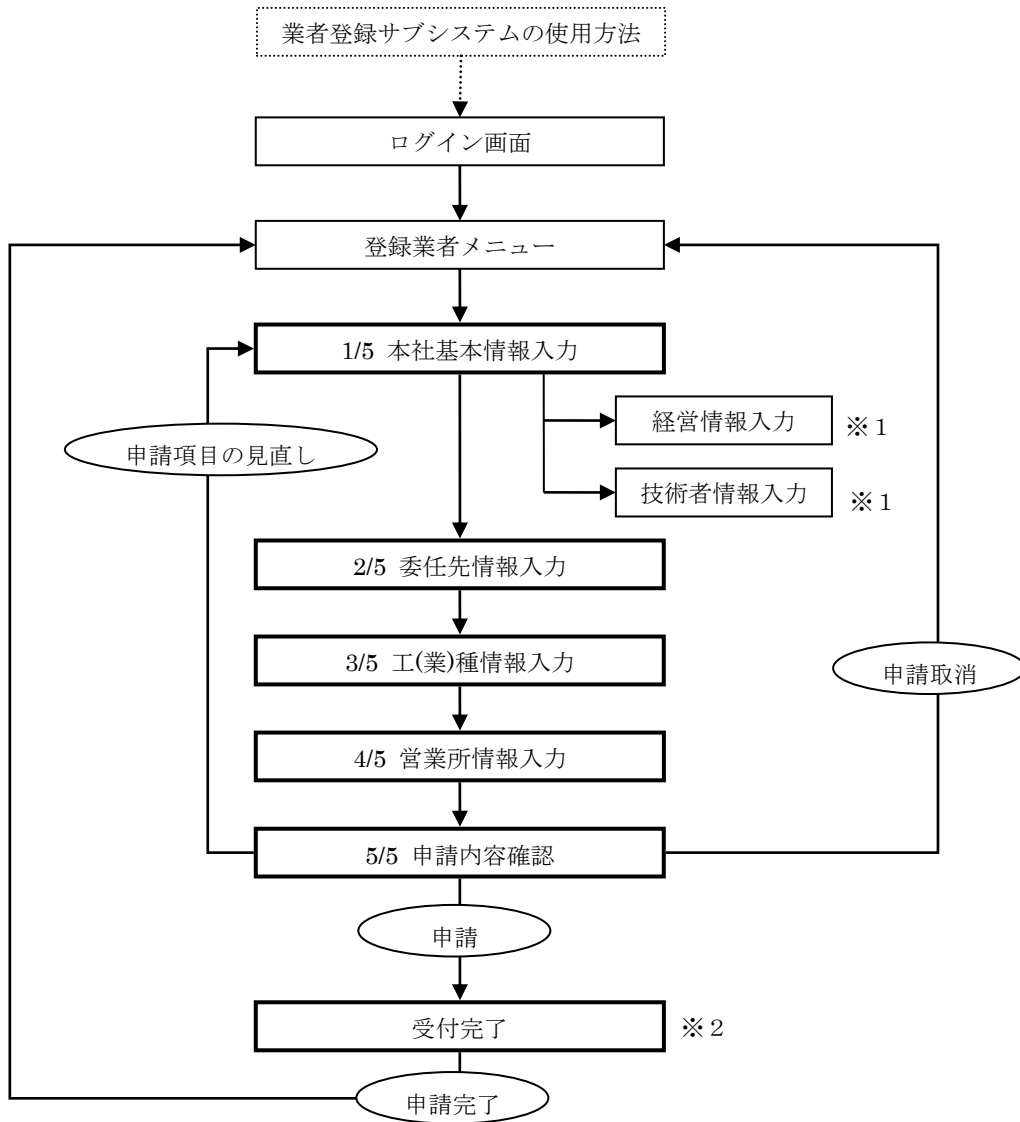 業者登録サブシステムの使用方法
ログイン画面
登録業者メニュー
1/5 本社基本情報入力
経営情報入力 ※1
申請項目の見直し
技術者情報入力 ※1
2/5 委任先情報入力
3/5 工(業)種情報入力
申請取消
4/5 営業所情報入力
5/5 申請内容確認
申請
受付完了 ※2
申請完了